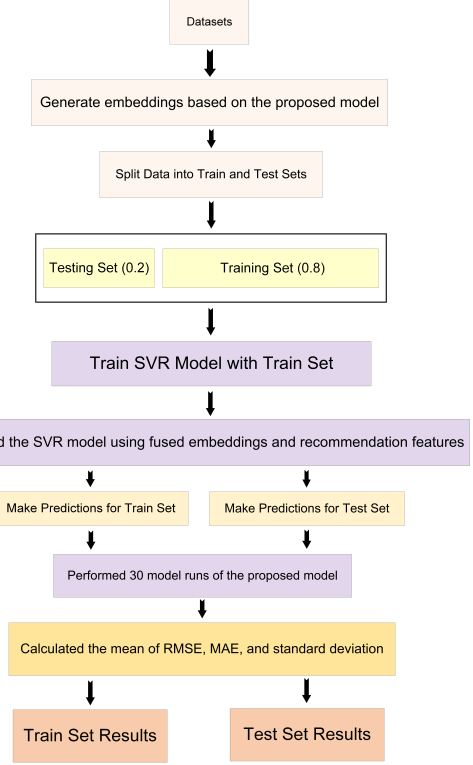 Datasets
Generate embeddings based on the proposed model
Split Data into Train and Test Sets
Testing Set (0.2)
Training Set (0.8)
Train SVR Model with Train Set
the SVR model using fused embeddings and recommendation features
Make Predictions for Train Set
Make Predictions for Test Set
Performed 30 model runs of the proposed model
Calculated the mean of RMSE, MAE, and standard deviation
Train Set Results
Test Set Results